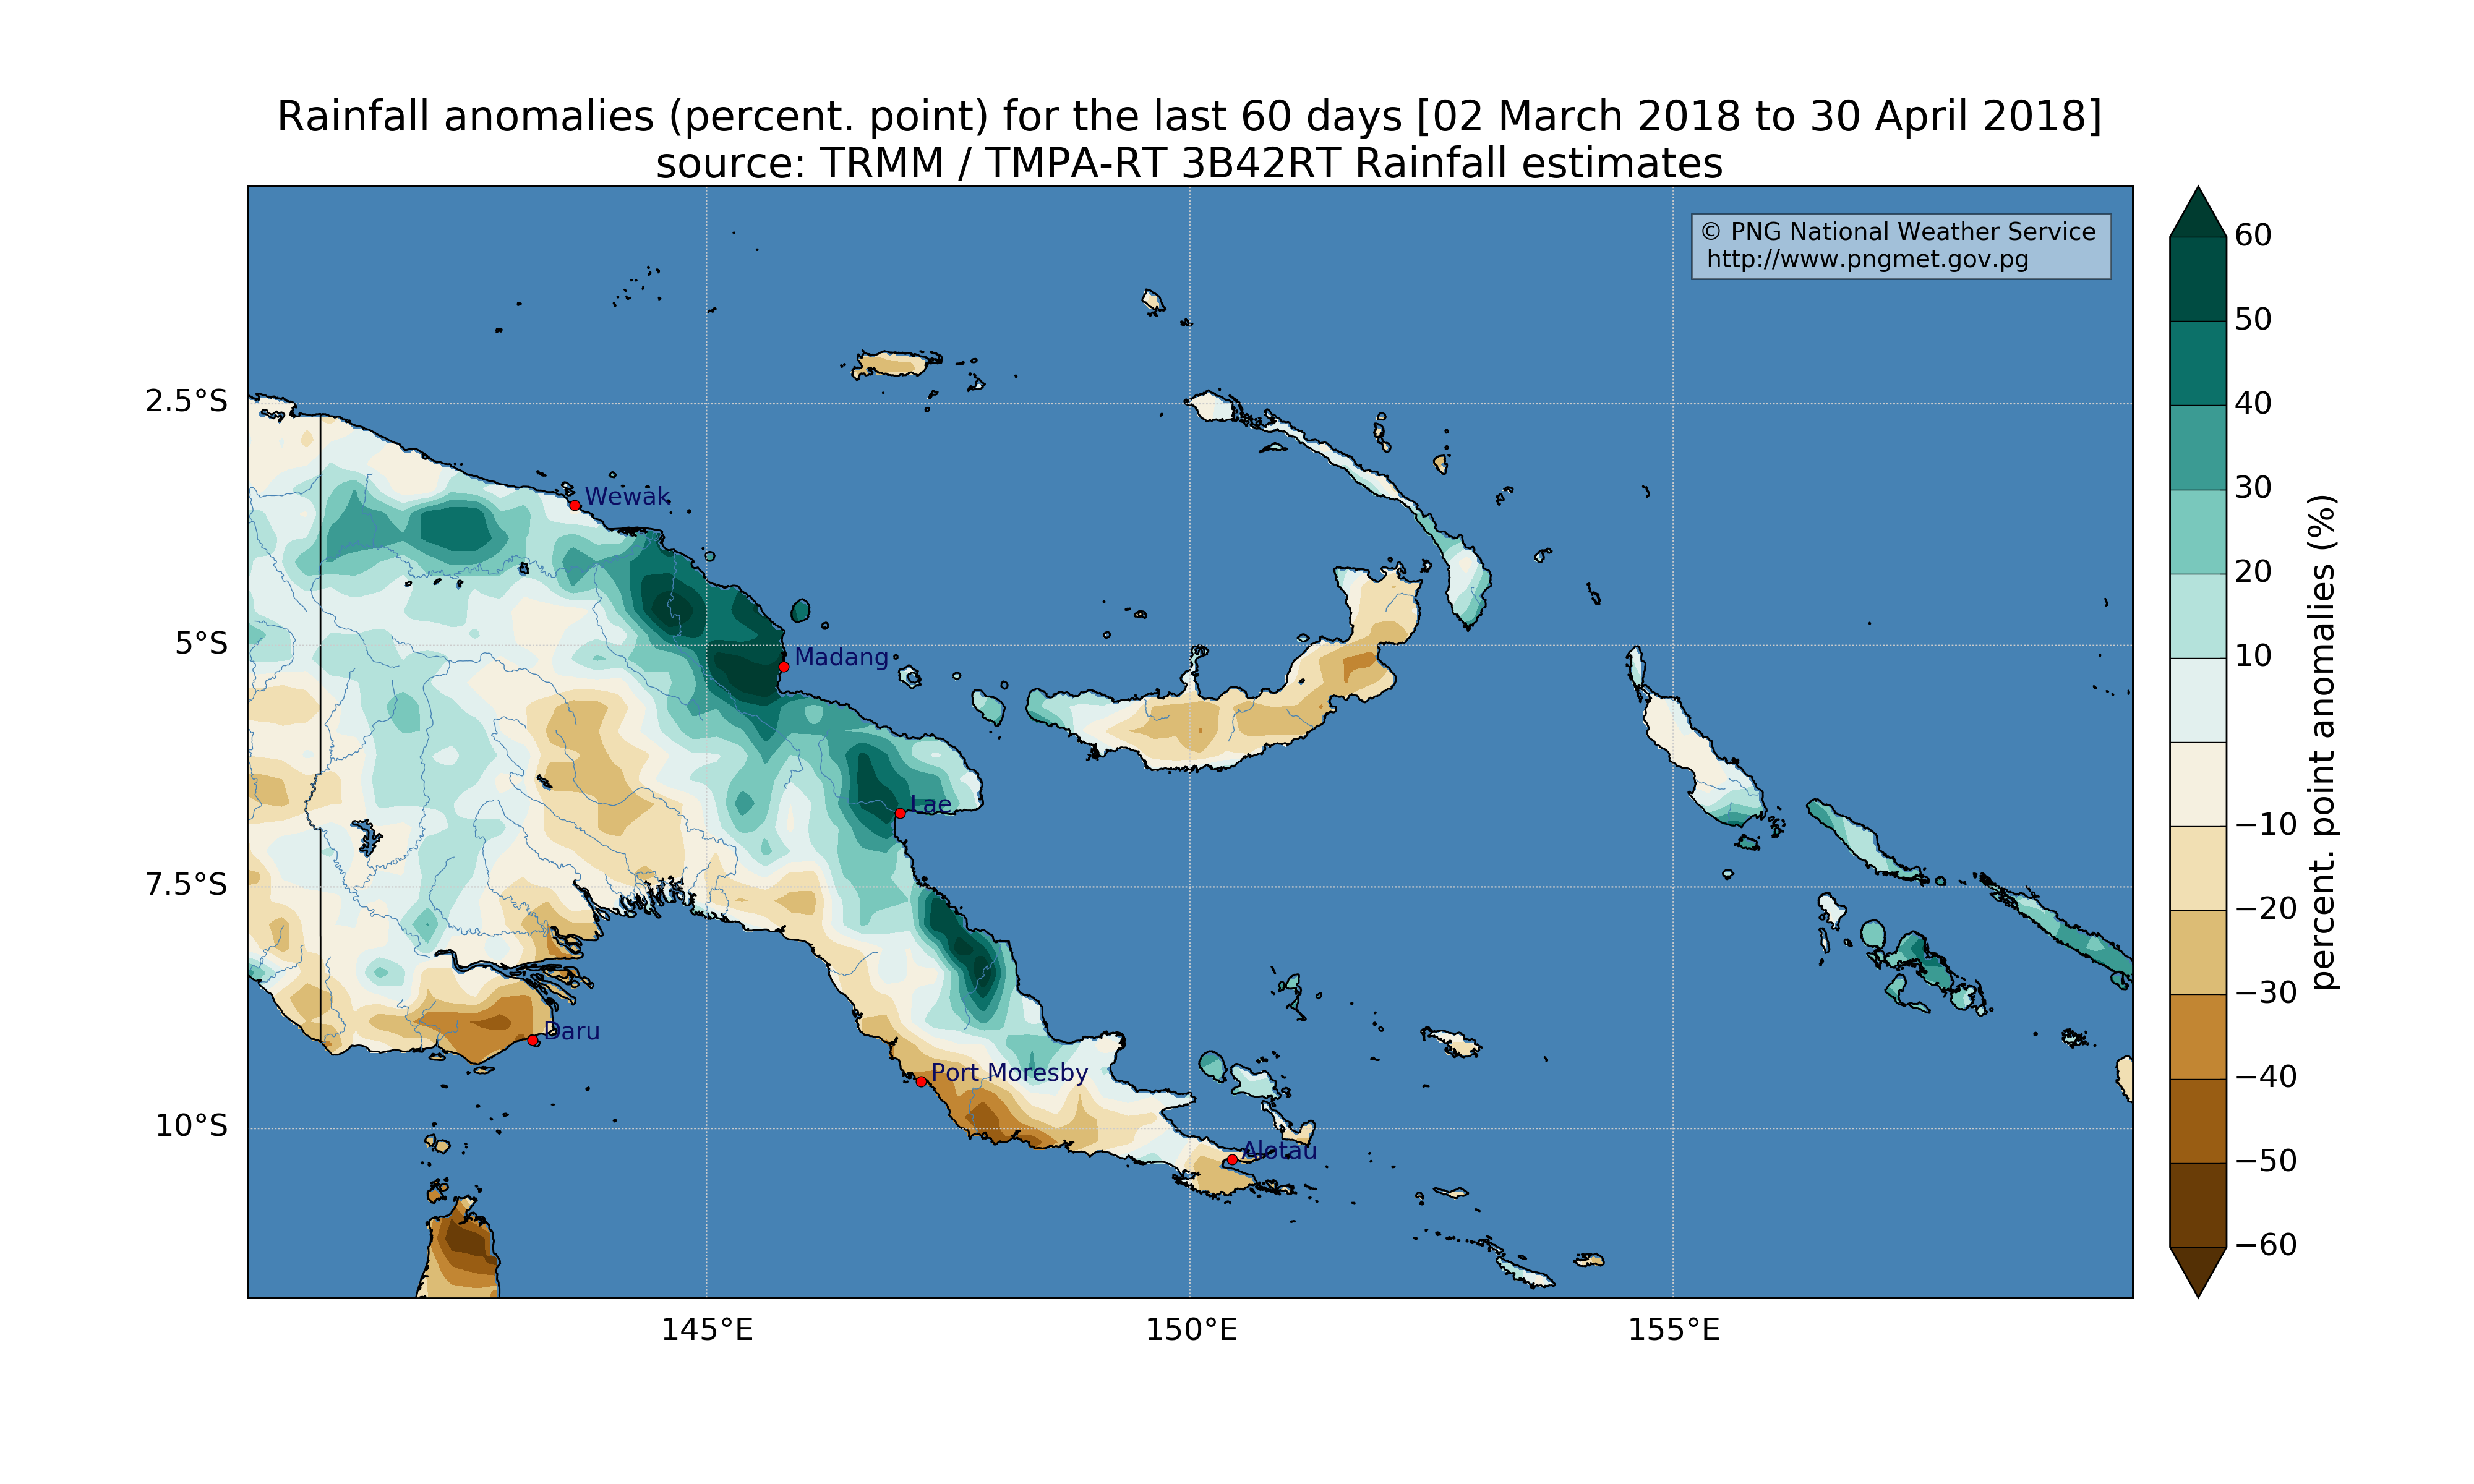 Rainfall anomalies (percent. point) for the last 60 days [02 March 2018 to 30 April 2018]
source: TRMM / TMPA-RT 3B42RT Rainfall estimates
© PNG National Weather Service
http://www.pngmet.gov.pg
2.5°S
5°S
7.5°S
10°S
145°E
150°E
155°E
Wewak
Madang
Lae
Daru
Port Moresby
Alotau
60
50
40
30
20
10
−10
−20
−30
−40
−50
−60
percent. point anomalies (%)